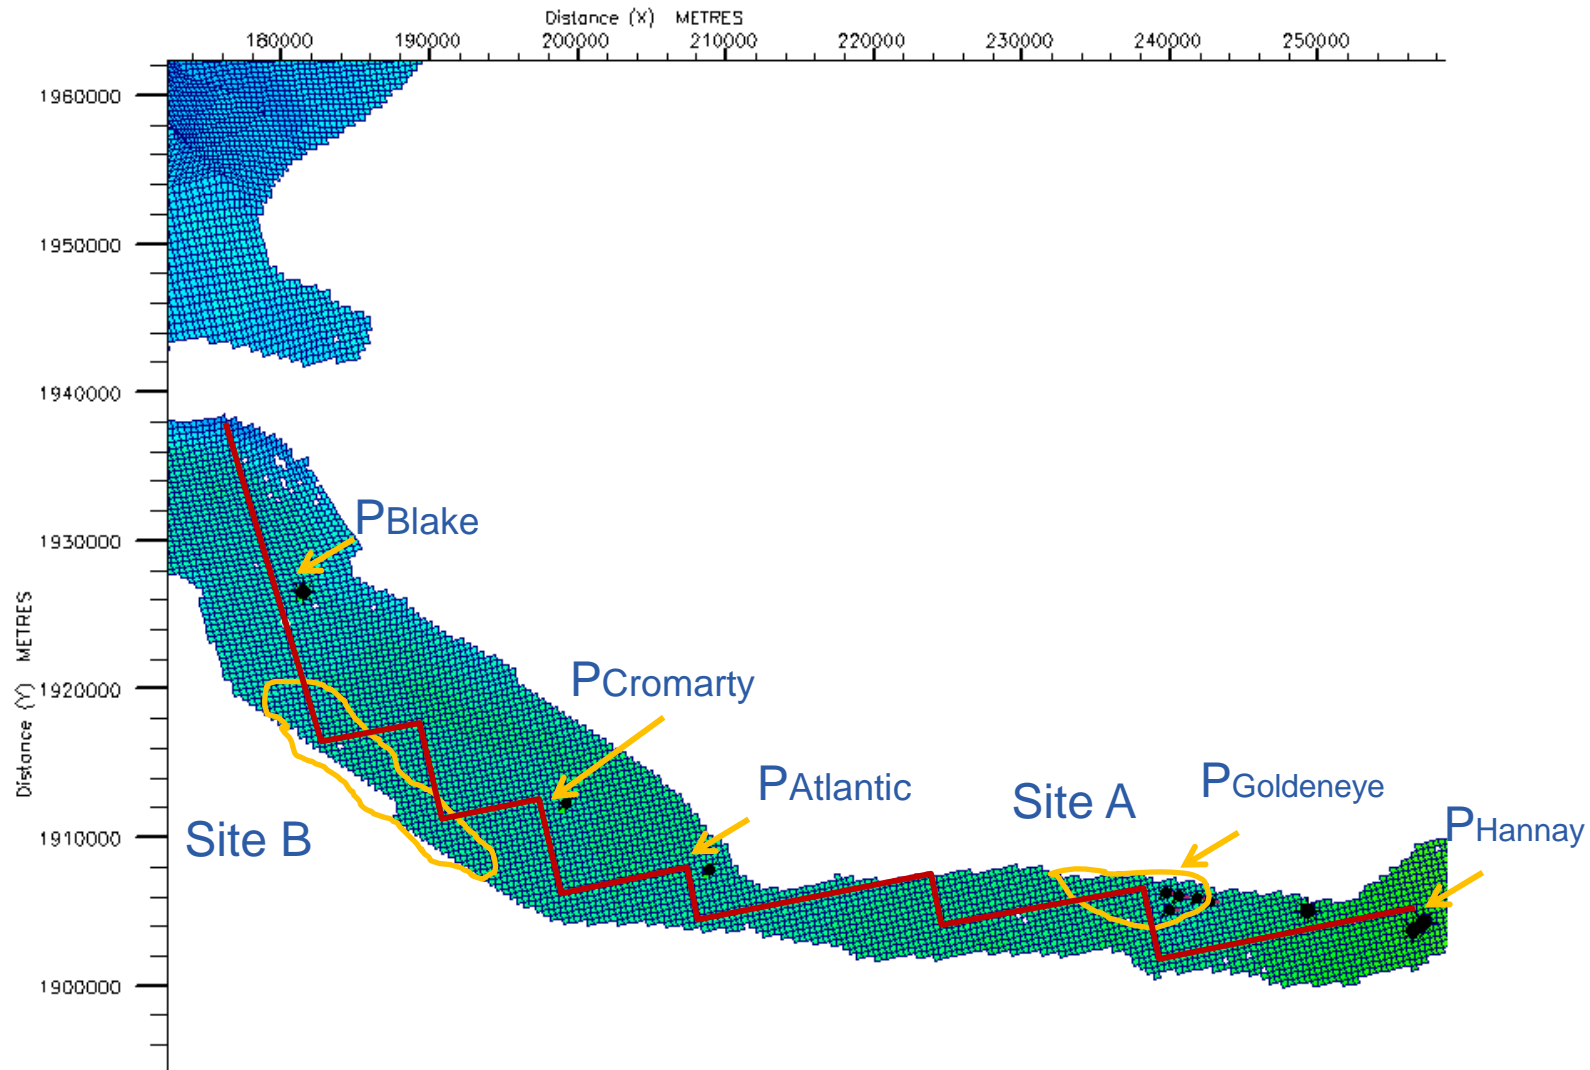 Distance (X) METRES
180000 190000 200000 210000 220000 230000 240000 250000
1960000
1950000
1940000
1930000
1920000
1910000
1900000
Distance (Y) METRES
PBlake
PCromarty
PAtlantic
Site A
PGoldeneye
PHannay
Site B